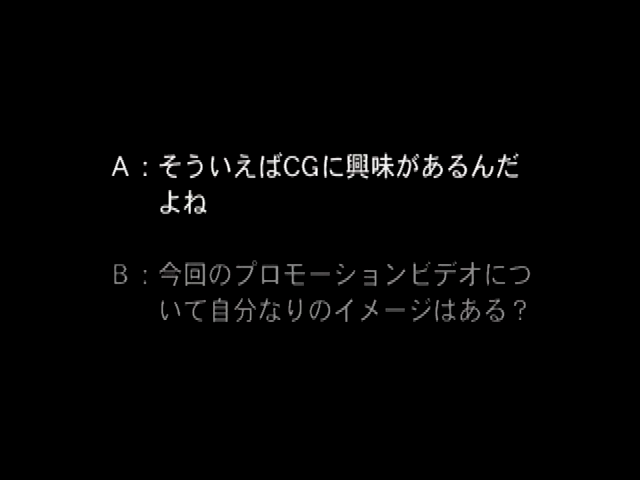 A：そういえばCGに興味があるんだ
よね
B：今回のプロモーションビデオにつ
いて自分なりのイメージはある？